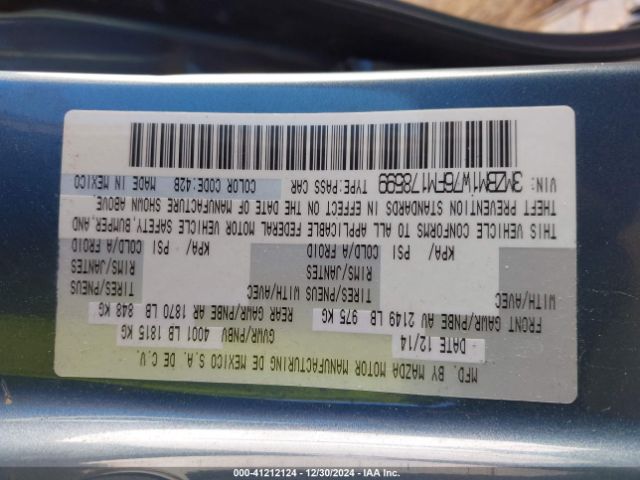 MFD. BY MAZDA MOTOR MANUFACTURING DE MEXICO S.A. DE C.V.
DATE 12/14 GVWR/PNBV 4001 LB 1815 KG
FRONT GAWR/PNBE AV 2149 LB 975 KG REAR GAWR/PNBE AR 1870 LB 848 KG
WITH/AVEC TIRES/PNEUS WITH/AVEC TIRES/PNEUS
RIMS/JANTES RIMS/JANTES
KPA/ PSI COLD/A FROID KPA/ PSI COLD/A FROID
THIS VEHICLE CONFORMS TO ALL APPLICABLE FEDERAL MOTOR VEHICLE SAFETY, BUMPER, AND
THEFT PREVENTION STANDARDS IN EFFECT ON THE DATE OF MANUFACTURE SHOWN ABOVE.
VIN: 3MZBM1W76FM178599 TYPE:PASS CAR COLOR CODE:42B MADE IN MEXICO
000-41212124 - 12/30/2024 - IAA Inc.